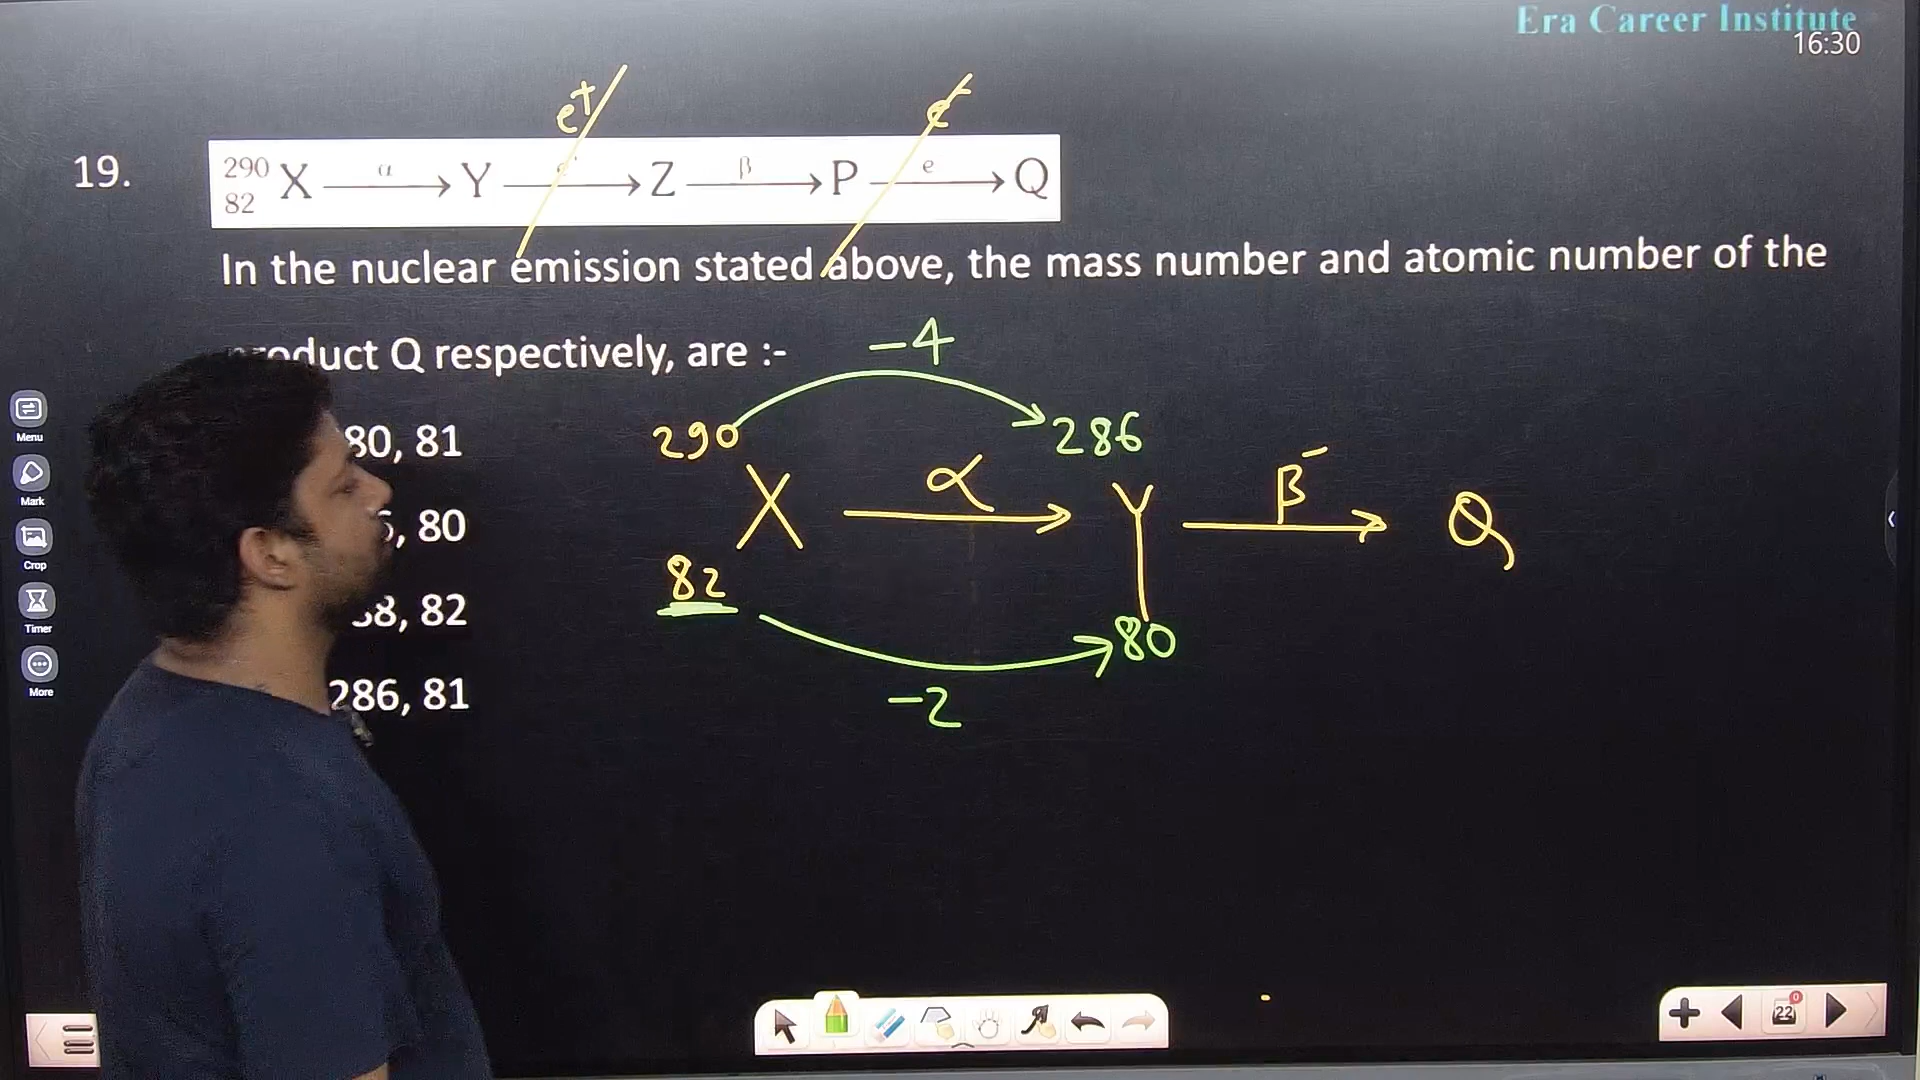 Era Career Institute
16:30
e+
e-
19.
290
82 X α Y Z β P e Q
In the nuclear emission stated above, the mass number and atomic number of the
product Q respectively, are :-
-4
80, 81
290
286
X α Y β- Q
, 80
82
, 82
80
-2
286, 81
Menu
Mark
Crop
Timer
More
22
0